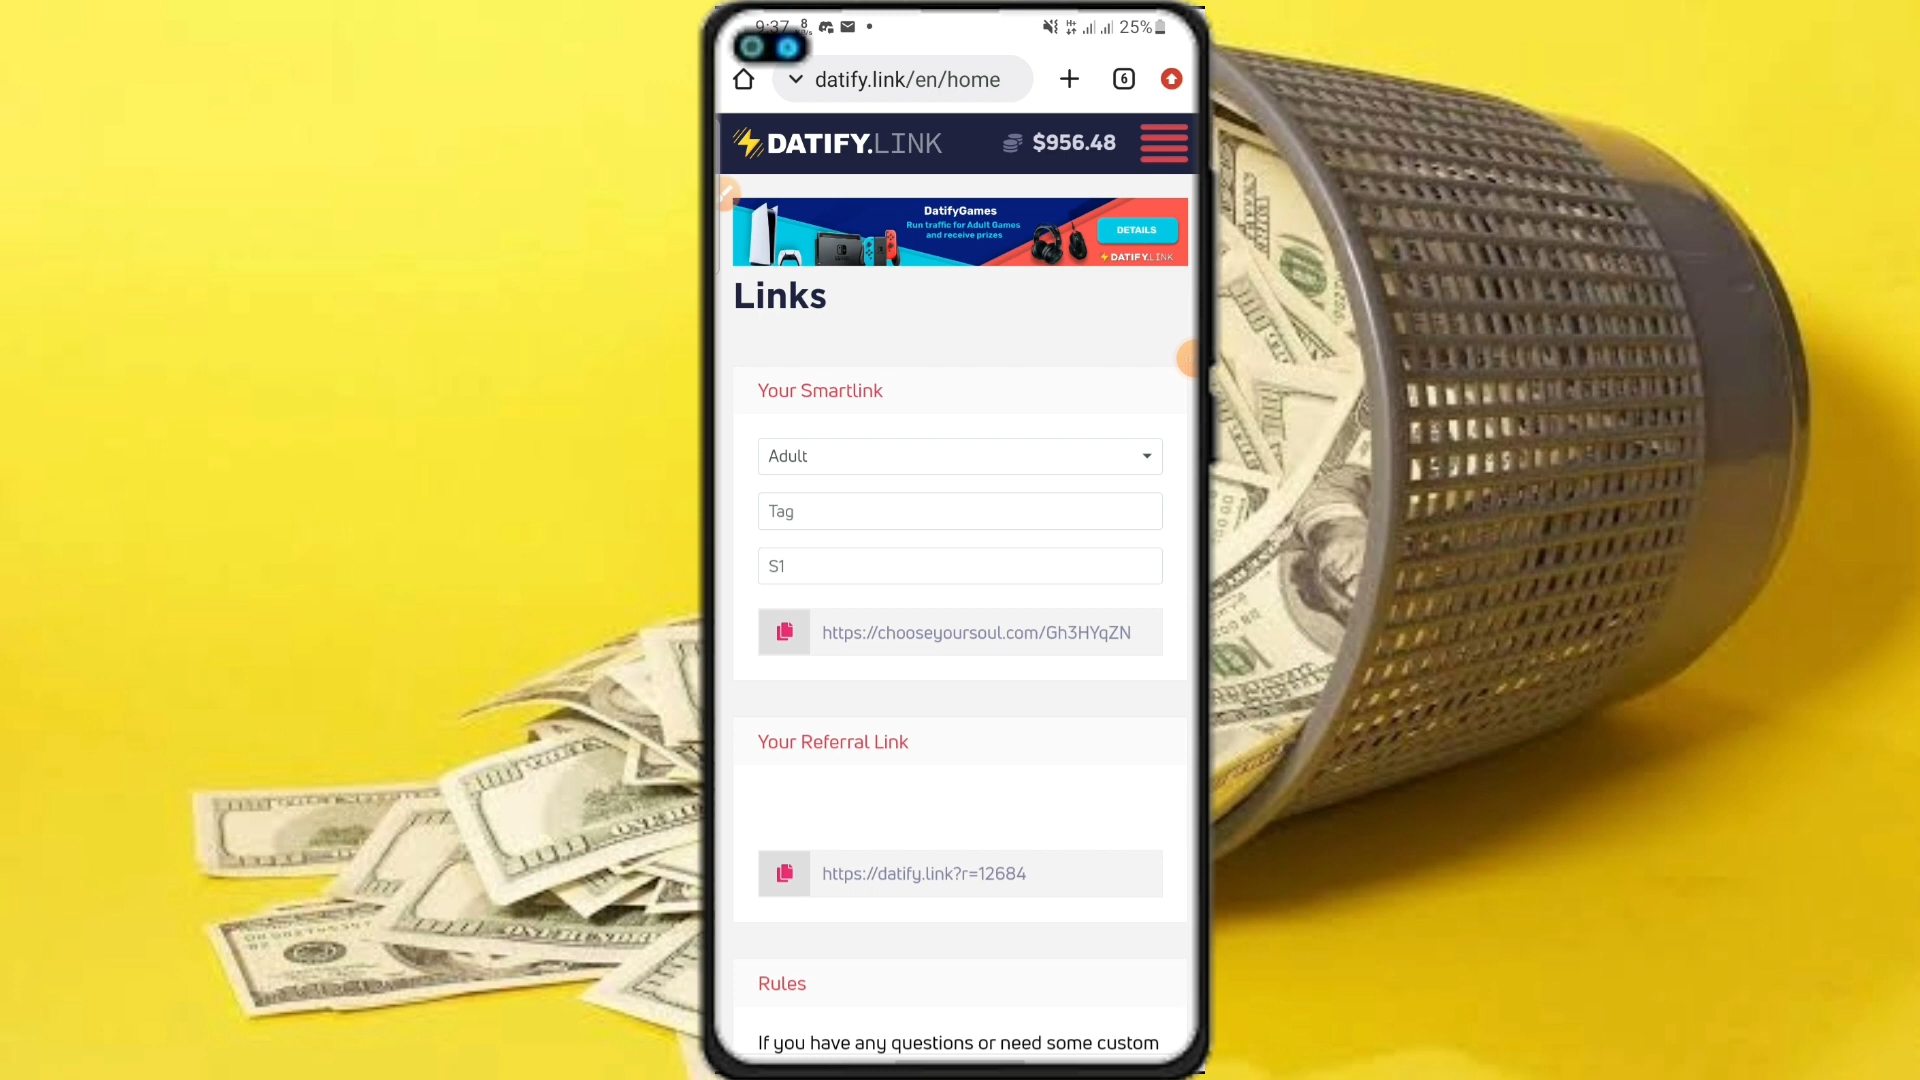 9:37 8
25%
datify.link/en/home 6
DATIFY.LINK $956.48
DatifyGames
Run traffic for Adult Games
and receive prizes
DETAILS
DATIFY.LINK
Links
Your Smartlink
Adult
Tag
S1
https://chooseyoursoul.com/Gh3HYqZN
Your Referral Link
https://datify.link?r=12684
Rules
If you have any questions or need some custom